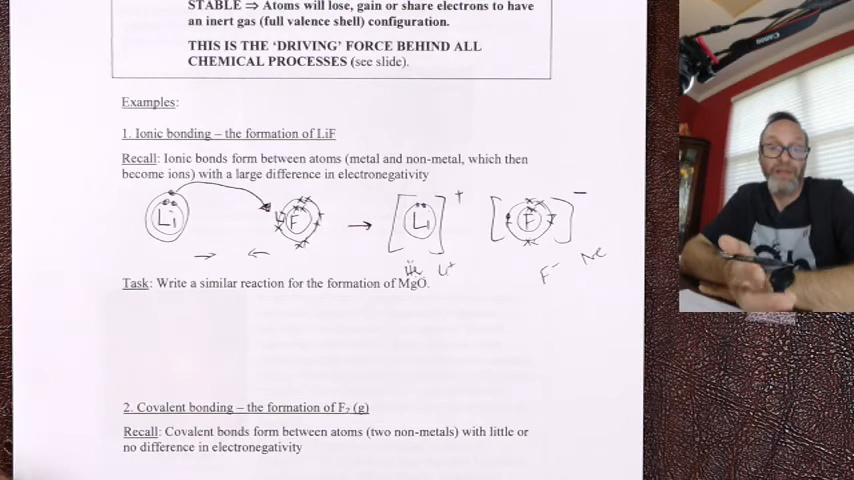 STABLE ⇒ Atoms will lose, gain or share electrons to have
an inert gas (full valence shell) configuration.
THIS IS THE ‘DRIVING’ FORCE BEHIND ALL
CHEMICAL PROCESSES (see slide).
Examples:
1. Ionic bonding – the formation of LiF
Recall: Ionic bonds form between atoms (metal and non-metal, which then
become ions) with a large difference in electronegativity
Li F → [Li]+ [F]−
→ ← He Li+ F− Ne
Task: Write a similar reaction for the formation of MgO.
2. Covalent bonding – the formation of F₂ (g)
Recall: Covalent bonds form between atoms (two non-metals) with little or
no difference in electronegativity
Canon